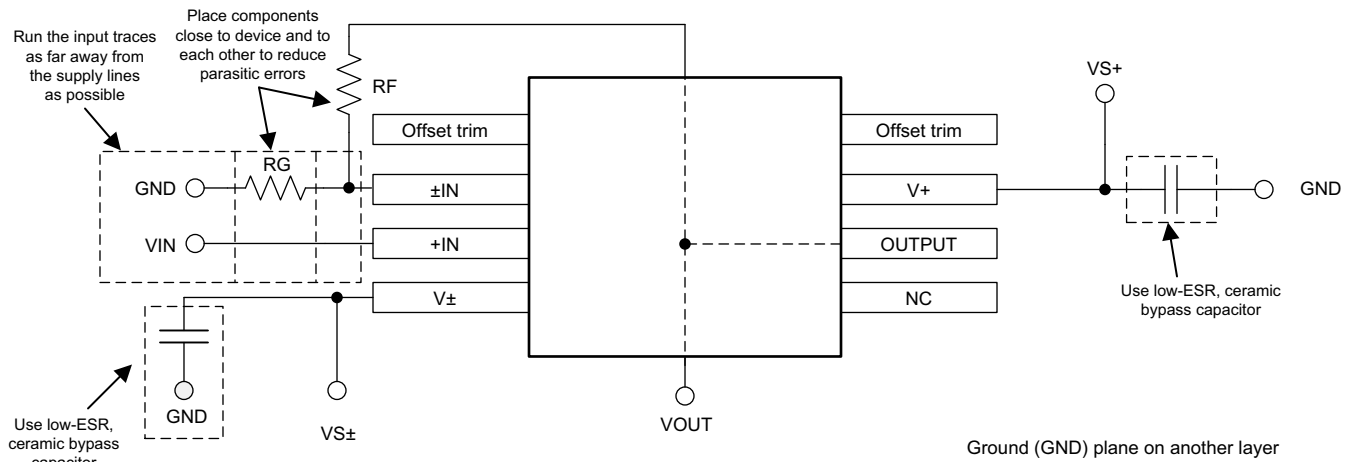 Place components
close to device and to
each other to reduce
parasitic errors
Run the input traces
as far away from
the supply lines
as possible
RF
VS+
Offset trim
Offset trim
RG
GND
±IN
V+
GND
VIN
+IN
OUTPUT
V±
NC
Use low-ESR, ceramic
bypass capacitor
GND
VS±
VOUT
Use low-ESR,
ceramic bypass
capacitor
Ground (GND) plane on another layer